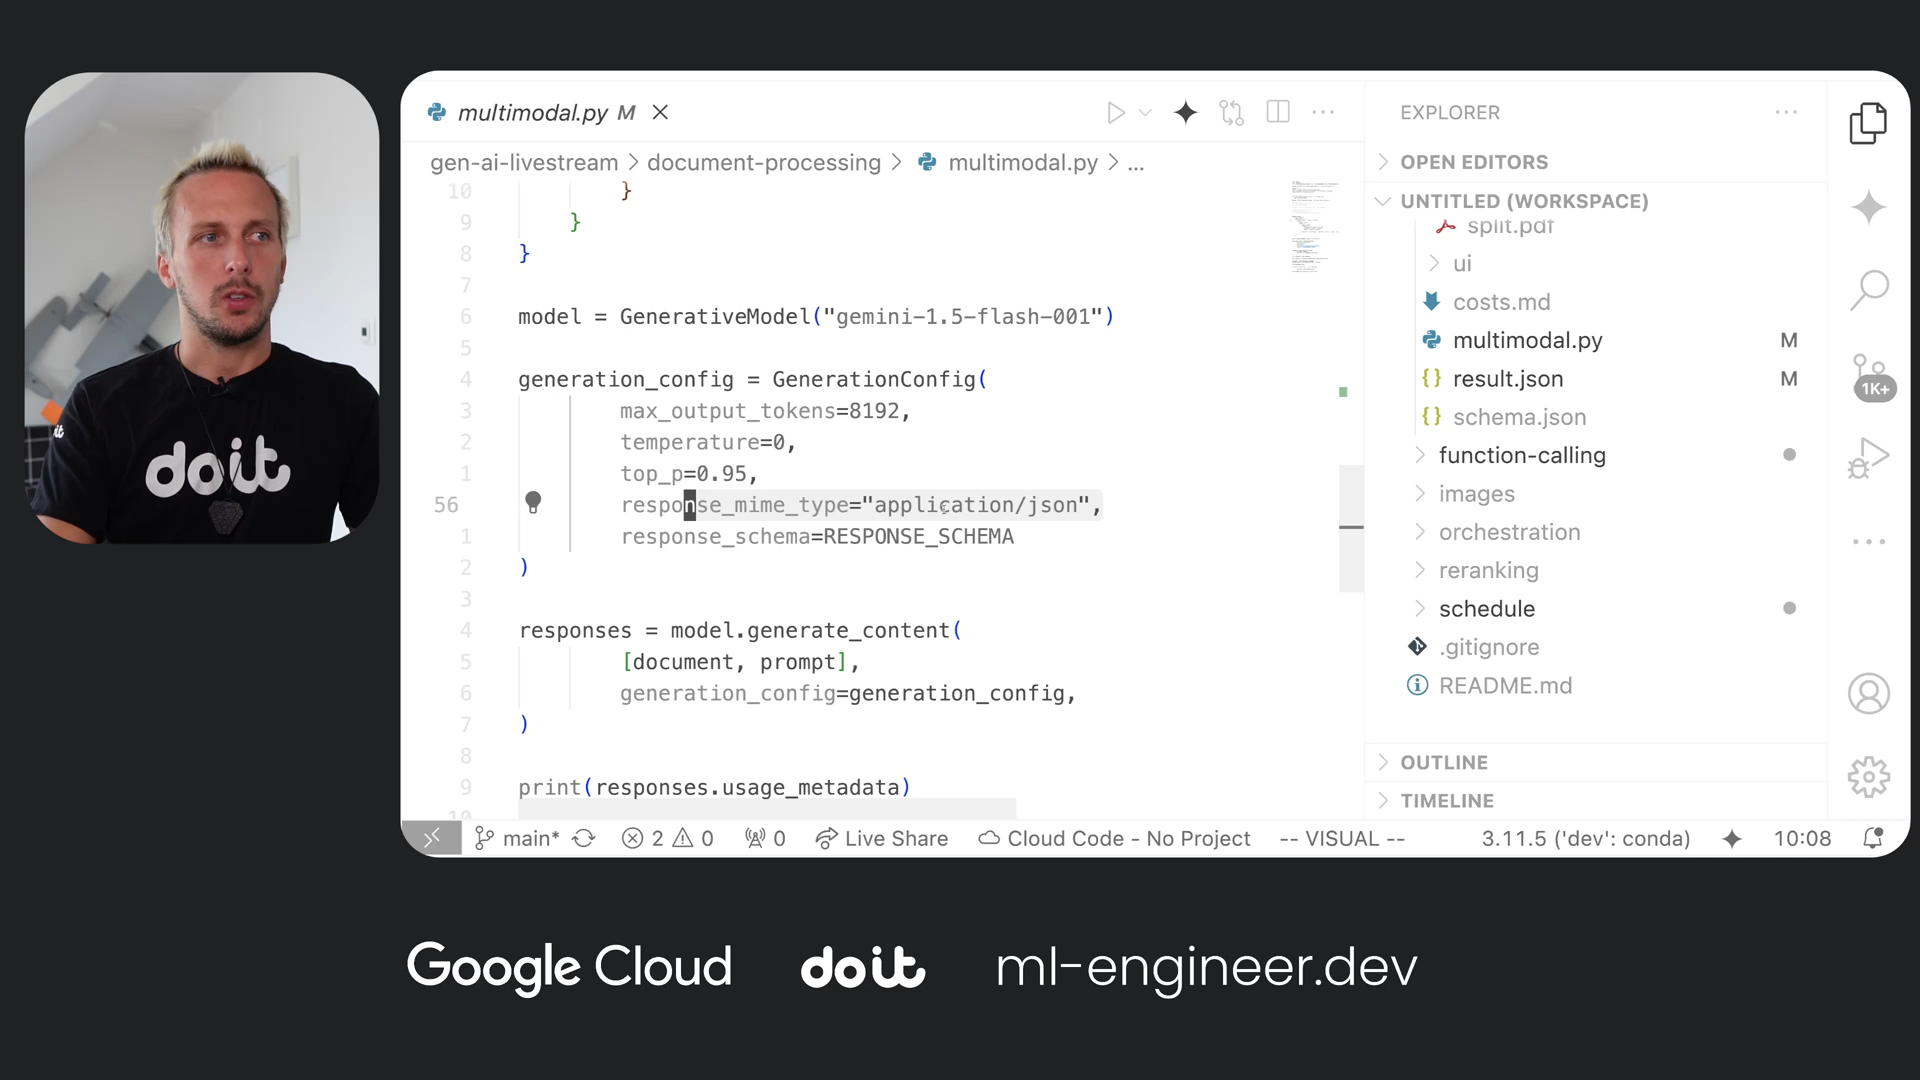 doit
multimodal.py M
gen-ai-livestream > document-processing > multimodal.py > ...
10 }
9 }
8 }
7
6 model = GenerativeModel("gemini-1.5-flash-001")
5
4 generation_config = GenerationConfig(
3 max_output_tokens=8192,
2 temperature=0,
1 top_p=0.95,
56 response_mime_type="application/json",
1 response_schema=RESPONSE_SCHEMA
2 )
3
4 responses = model.generate_content(
5 [document, prompt],
6 generation_config=generation_config,
7 )
8
9 print(responses.usage_metadata)
10
EXPLORER
OPEN EDITORS
UNTITLED (WORKSPACE)
split.pdf
ui
costs.md
multimodal.py M
result.json M
schema.json
function-calling
images
orchestration
reranking
schedule
.gitignore
README.md
OUTLINE
TIMELINE
1K+
main* 2 0 0 Live Share Cloud Code - No Project -- VISUAL -- 3.11.5 ('dev': conda) 10:08
Google Cloud doit ml-engineer.dev